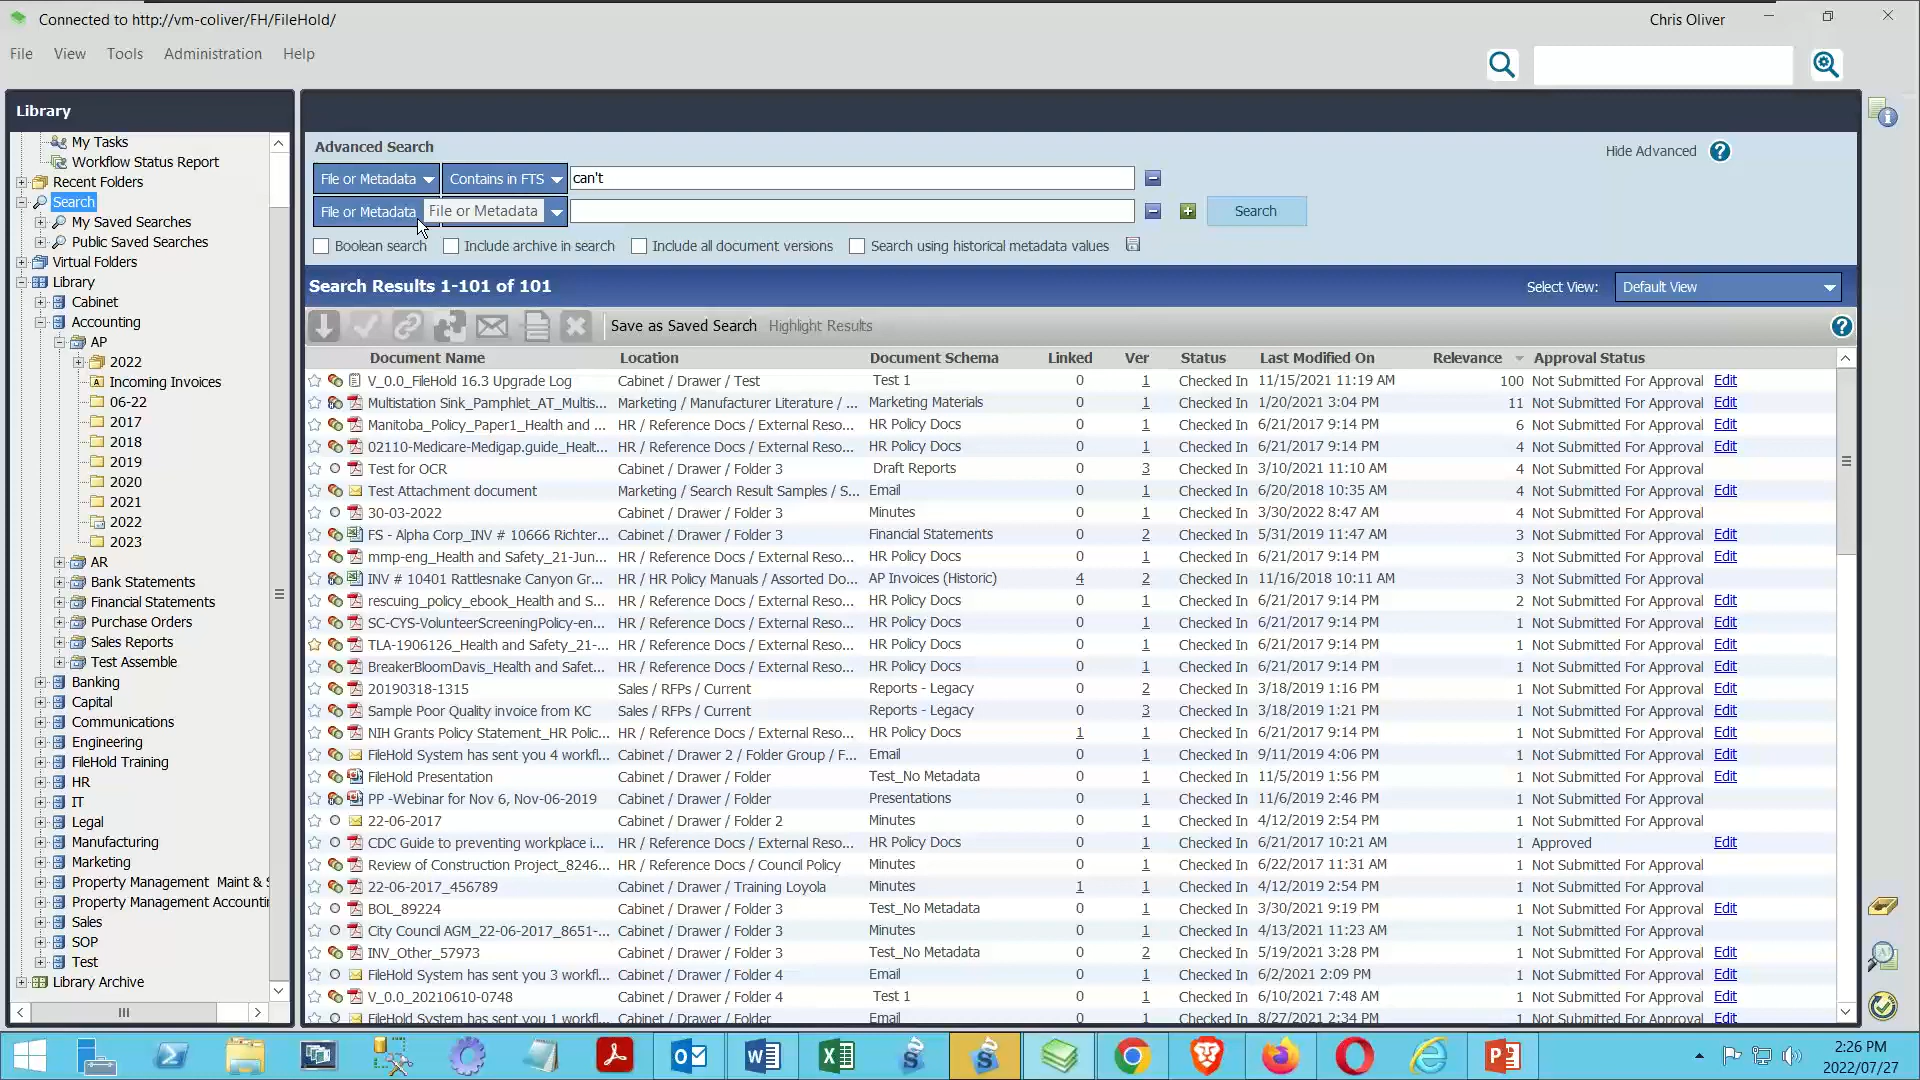 Connected to http://vm-coliver/FH/FileHold/
Chris Oliver
File View Tools Administration Help
Library
My Tasks
Workflow Status Report
Recent Folders
Search
My Saved Searches
Public Saved Searches
Virtual Folders
Library
Cabinet
Accounting
AP
2022
Incoming Invoices
06-22
2017
2018
2019
2020
2021
2022
2023
AR
Bank Statements
Financial Statements
Purchase Orders
Sales Reports
Test Assemble
Banking
Capital
Communications
Engineering
FileHold Training
HR
IT
Legal
Manufacturing
Marketing
Property Management Maint & S
Property Management Accounti
Sales
SOP
Test
Library Archive
Advanced Search
Hide Advanced
File or Metadata Contains in FTS can't
File or Metadata File or Metadata Search
Boolean search Include archive in search Include all document versions Search using historical metadata values
Search Results 1-101 of 101
Select View: Default View
Save as Saved Search Highlight Results
Document Name Location Document Schema Linked Ver Status Last Modified On Relevance Approval Status
V_0.0_FileHold 16.3 Upgrade Log Cabinet / Drawer / Test Test 1 0 1 Checked In 11/15/2021 11:19 AM 100 Not Submitted For Approval Edit
Multistation Sink_Pamphlet_AT_Multis... Marketing / Manufacturer Literature / ... Marketing Materials 0 1 Checked In 1/20/2021 3:04 PM 11 Not Submitted For Approval Edit
Manitoba_Policy_Paper1_Health and ... HR / Reference Docs / External Reso... HR Policy Docs 0 1 Checked In 6/21/2017 9:14 PM 6 Not Submitted For Approval Edit
02110-Medicare-Medigap.guide_Healt... HR / Reference Docs / External Reso... HR Policy Docs 0 1 Checked In 6/21/2017 9:14 PM 4 Not Submitted For Approval Edit
Test for OCR Cabinet / Drawer / Folder 3 Draft Reports 0 3 Checked In 3/10/2021 11:10 AM 4 Not Submitted For Approval
Test Attachment document Marketing / Search Result Samples / S... Email 0 1 Checked In 6/20/2018 10:35 AM 4 Not Submitted For Approval Edit
30-03-2022 Cabinet / Drawer / Folder 3 Minutes 0 1 Checked In 3/30/2022 8:47 AM 4 Not Submitted For Approval
FS - Alpha Corp_INV # 10666 Richter... Cabinet / Drawer / Folder 3 Financial Statements 0 2 Checked In 5/31/2019 11:47 AM 3 Not Submitted For Approval Edit
mmp-eng_Health and Safety_21-Jun... HR / Reference Docs / External Reso... HR Policy Docs 0 1 Checked In 6/21/2017 9:14 PM 3 Not Submitted For Approval Edit
INV # 10401 Rattlesnake Canyon Gr... HR / HR Policy Manuals / Assorted Do... AP Invoices (Historic) 4 2 Checked In 11/16/2018 10:11 AM 3 Not Submitted For Approval
rescuing_policy_ebook_Health and S... HR / Reference Docs / External Reso... HR Policy Docs 0 1 Checked In 6/21/2017 9:14 PM 2 Not Submitted For Approval Edit
SC-CYS-VolunteerScreeningPolicy-en... HR / Reference Docs / External Reso... HR Policy Docs 0 1 Checked In 6/21/2017 9:14 PM 1 Not Submitted For Approval Edit
TLA-1906126_Health and Safety_21-... HR / Reference Docs / External Reso... HR Policy Docs 0 1 Checked In 6/21/2017 9:14 PM 1 Not Submitted For Approval Edit
BreakerBloomDavis_Health and Safet... HR / Reference Docs / External Reso... HR Policy Docs 0 1 Checked In 6/21/2017 9:14 PM 1 Not Submitted For Approval Edit
20190318-1315 Sales / RFPs / Current Reports - Legacy 0 2 Checked In 3/18/2019 1:16 PM 1 Not Submitted For Approval Edit
Sample Poor Quality invoice from KC Sales / RFPs / Current Reports - Legacy 0 3 Checked In 3/18/2019 1:21 PM 1 Not Submitted For Approval Edit
NIH Grants Policy Statement_HR Polic... HR / Reference Docs / External Reso... HR Policy Docs 1 1 Checked In 6/21/2017 9:14 PM 1 Not Submitted For Approval Edit
FileHold System has sent you 4 workfl... Cabinet / Drawer 2 / Folder Group / F... Email 0 1 Checked In 9/11/2019 4:06 PM 1 Not Submitted For Approval Edit
FileHold Presentation Cabinet / Drawer / Folder Test_No Metadata 0 1 Checked In 11/5/2019 1:56 PM 1 Not Submitted For Approval Edit
PP -Webinar for Nov 6, Nov-06-2019 Cabinet / Drawer / Folder Presentations 0 1 Checked In 11/6/2019 2:46 PM 1 Not Submitted For Approval
22-06-2017 Cabinet / Drawer / Folder 2 Minutes 0 1 Checked In 4/12/2019 2:54 PM 1 Not Submitted For Approval
CDC Guide to preventing workplace i... HR / Reference Docs / External Reso... HR Policy Docs 0 1 Checked In 6/21/2017 10:21 AM 1 Approved Edit
Review of Construction Project_8246... HR / Reference Docs / Council Policy Minutes 0 1 Checked In 6/22/2017 11:31 AM 1 Not Submitted For Approval
22-06-2017_456789 Cabinet / Drawer / Training Loyola Minutes 1 1 Checked In 4/12/2019 2:54 PM 1 Not Submitted For Approval
BOL_89224 Cabinet / Drawer / Folder 3 Test_No Metadata 0 1 Checked In 3/30/2021 9:19 PM 1 Not Submitted For Approval Edit
City Council AGM_22-06-2017_8651-... Cabinet / Drawer / Folder 3 Minutes 0 1 Checked In 4/13/2021 11:23 AM 1 Not Submitted For Approval
INV_Other_57973 Cabinet / Drawer / Folder 3 Test_No Metadata 0 2 Checked In 5/19/2021 3:28 PM 1 Not Submitted For Approval Edit
FileHold System has sent you 3 workfl... Cabinet / Drawer / Folder 4 Email 0 1 Checked In 6/2/2021 2:09 PM 1 Not Submitted For Approval Edit
V_0.0_20210610-0748 Cabinet / Drawer / Folder 4 Test 1 0 1 Checked In 6/10/2021 7:48 AM 1 Not Submitted For Approval Edit
FileHold System has sent you 1 workfl... Cabinet / Drawer / Folder Email 0 1 Checked In 8/27/2021 2:34 PM 1 Not Submitted For Approval Edit
2:26 PM
2022/07/27